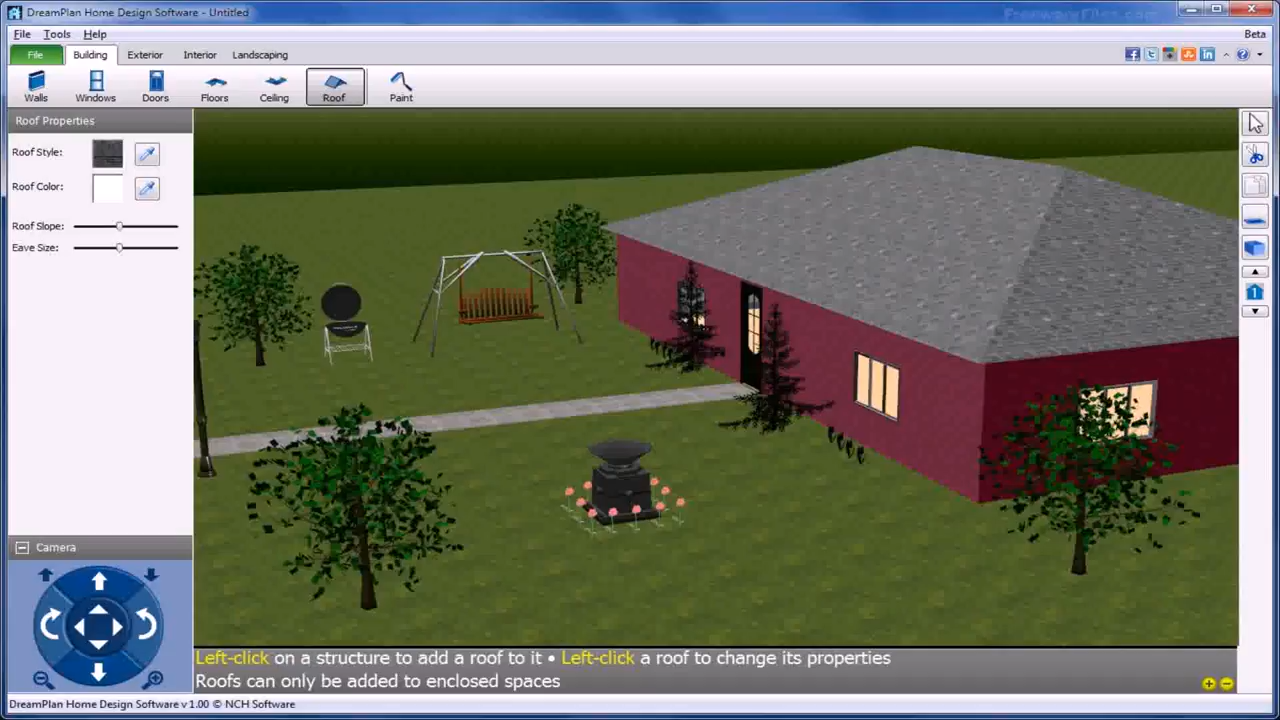 DreamPlan Home Design Software - Untitled
FreewareFiles.com
File Tools Help
Beta
File Building Exterior Interior Landscaping
Walls Windows Doors Floors Ceiling Roof Paint
Roof Properties
Roof Style:
Roof Color:
Roof Slope:
Eave Size:
1
Camera
Left-click on a structure to add a roof to it • Left-click a roof to change its properties
Roofs can only be added to enclosed spaces
DreamPlan Home Design Software v 1.00 © NCH Software